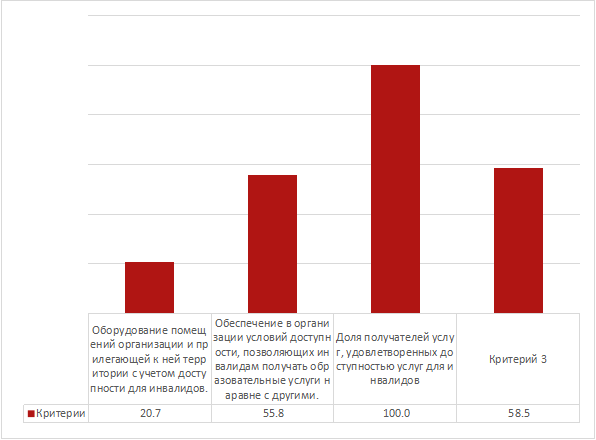 Оборудование помещ
ений организации и пр
илегающей к ней терр
итории с учетом досту
пности для инвалидов.
Обеспечение в органи
зации условий доступн
ости, позволяющих ин
валидам получать обр
азовательные услуги н
аравне с другими.
Доля получателей услу
г, удовлетворенных до
ступностью услуг для и
нвалидов
Критерий 3
Критерии 20.7 55.8 100.0 58.5